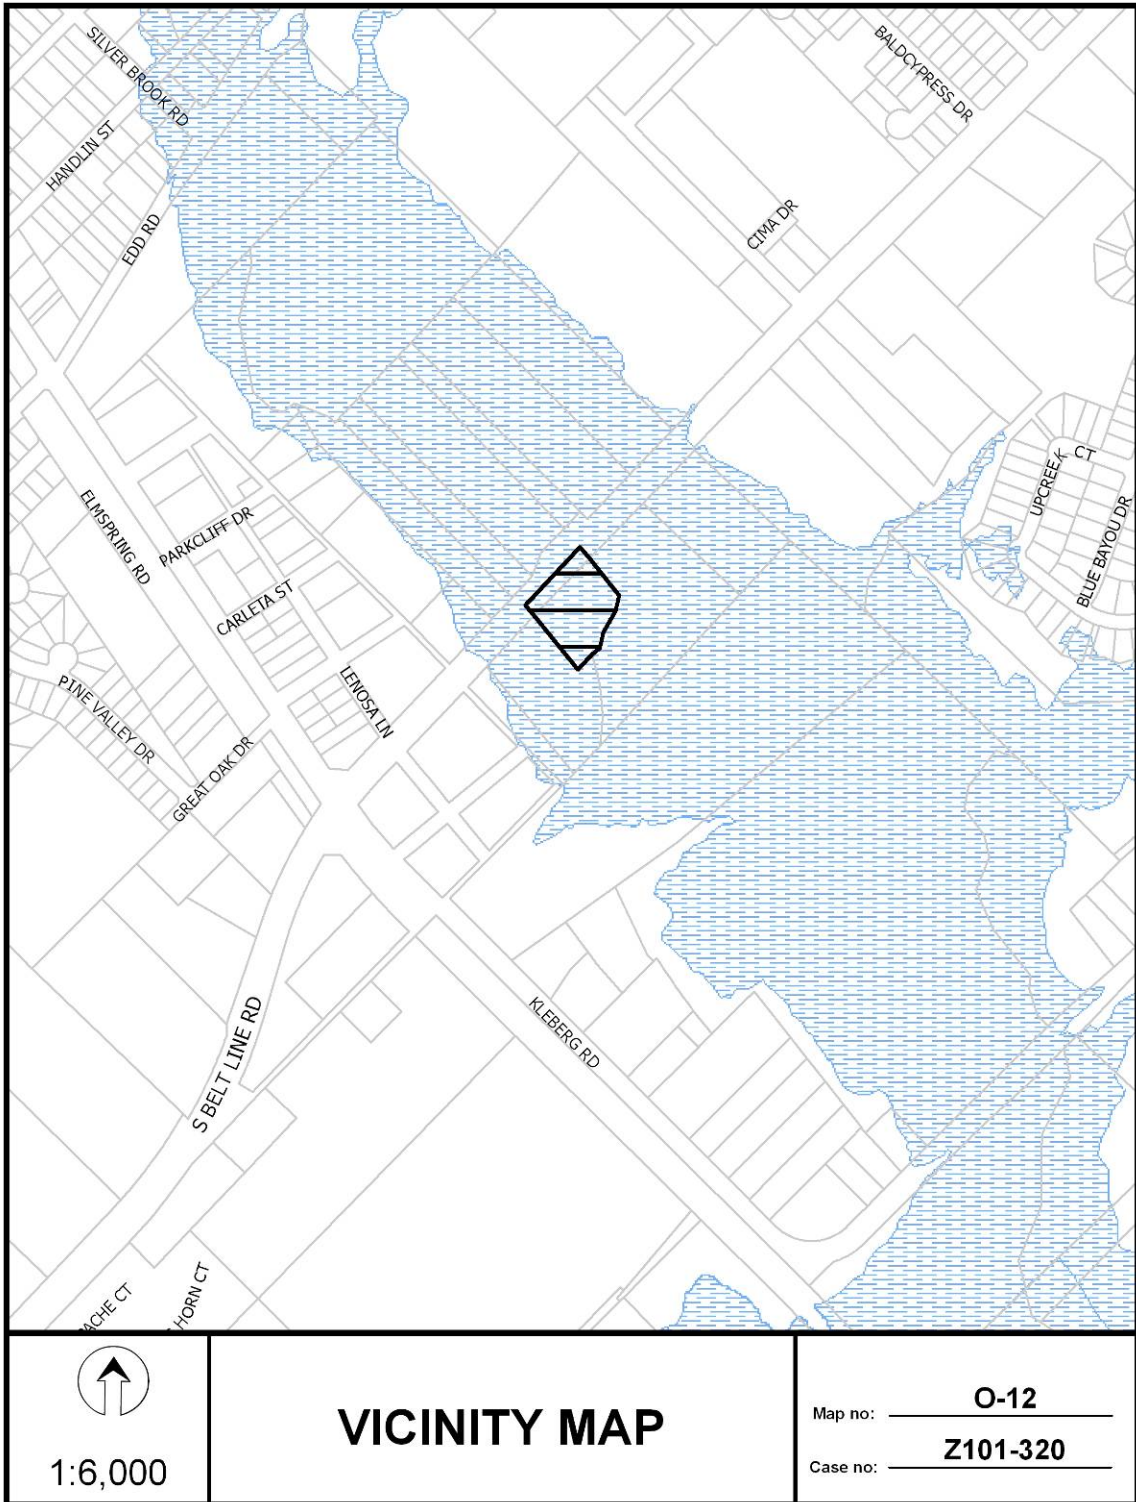 SILVER BROOK RD
BALDCYPRESS DR
HANDLIN ST
EDD RD
CIMA DR
UPCREEK CT
BLUE BAYOU DR
ELMSPRING RD
PARKCLIFF DR
CARLETA ST
LENOSA LN
PINE VALLEY DR
GREAT OAK DR
S BELT LINE RD
KLEBERG RD
ACHE CT
HORN CT
1:6,000
VICINITY MAP
Map no: O-12
Case no: Z101-320